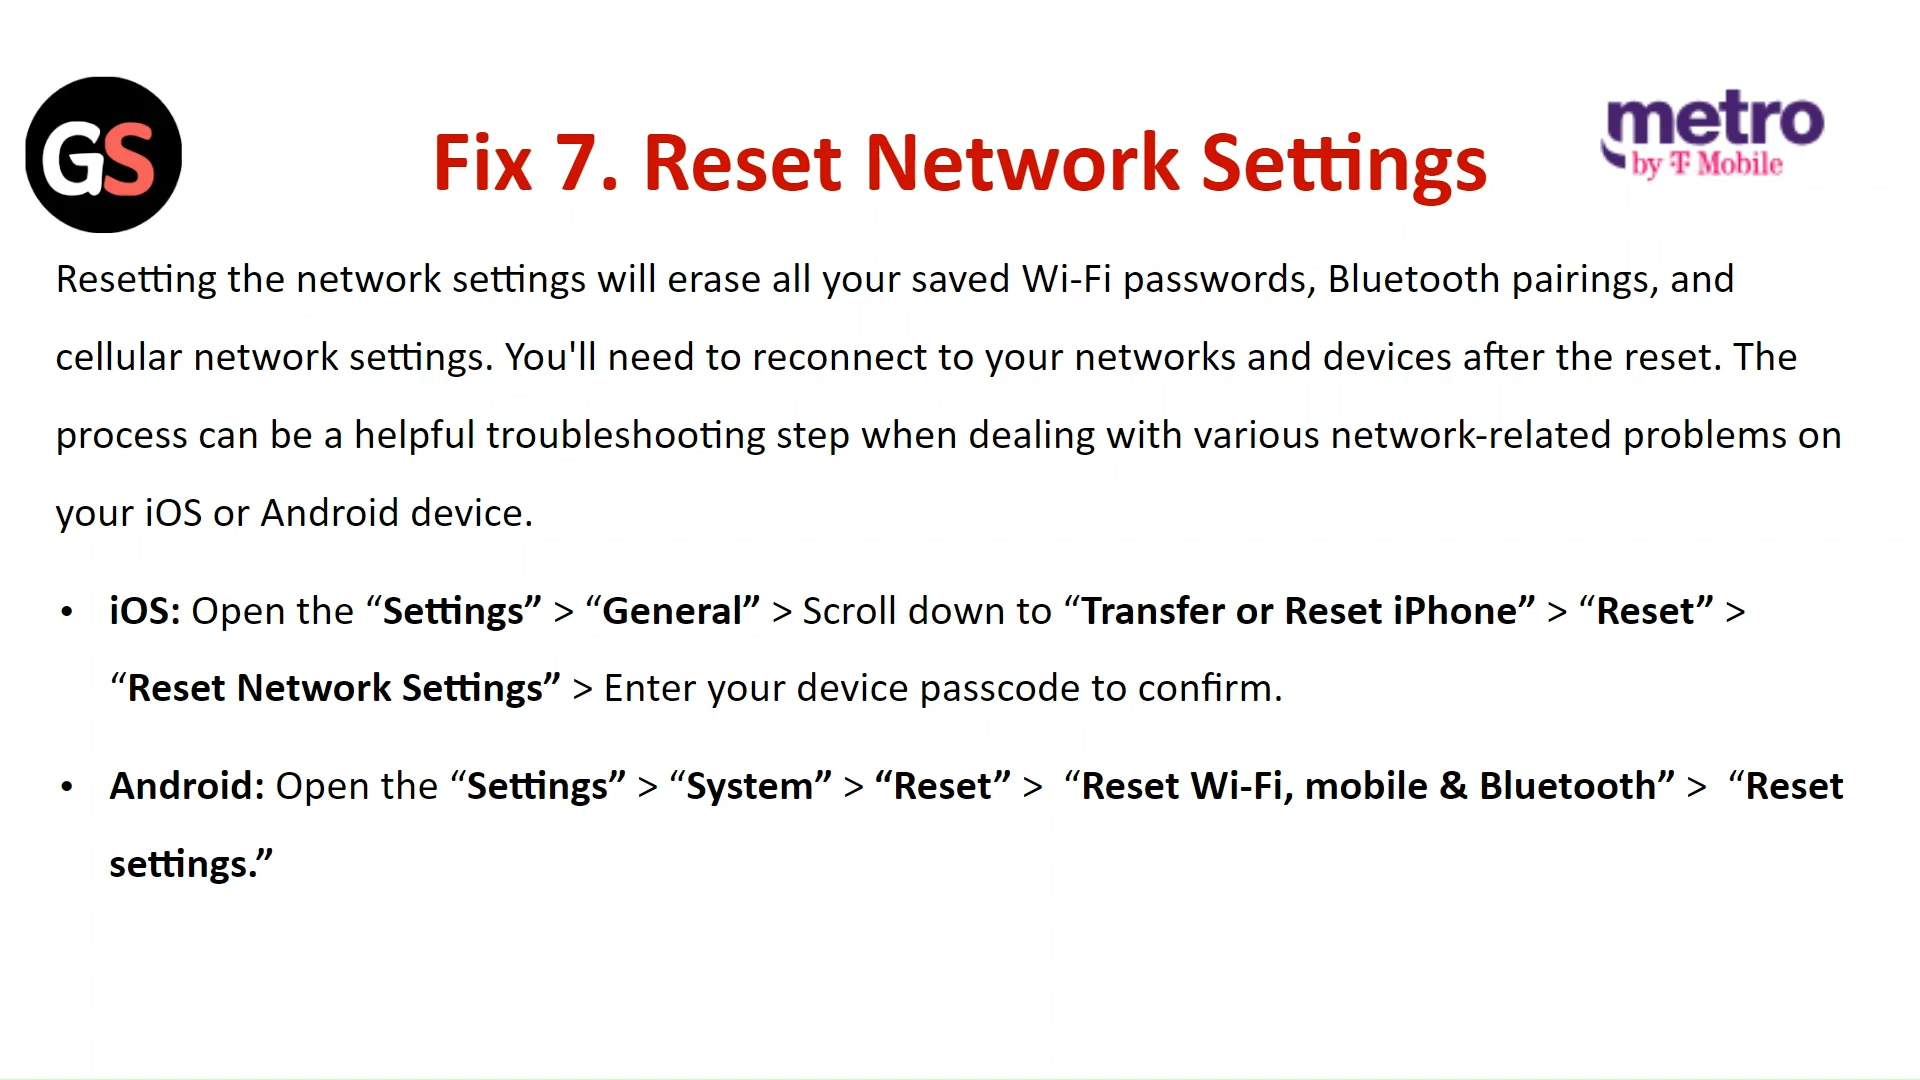 GS
metro
by T Mobile
Fix 7. Reset Network Settings
Resetting the network settings will erase all your saved Wi-Fi passwords, Bluetooth pairings, and
cellular network settings. You'll need to reconnect to your networks and devices after the reset. The
process can be a helpful troubleshooting step when dealing with various network-related problems on
your iOS or Android device.
• iOS: Open the “Settings” > “General” > Scroll down to “Transfer or Reset iPhone” > “Reset” >
“Reset Network Settings” > Enter your device passcode to confirm.
• Android: Open the “Settings” > “System” > “Reset” > “Reset Wi-Fi, mobile & Bluetooth” > “Reset
settings.”